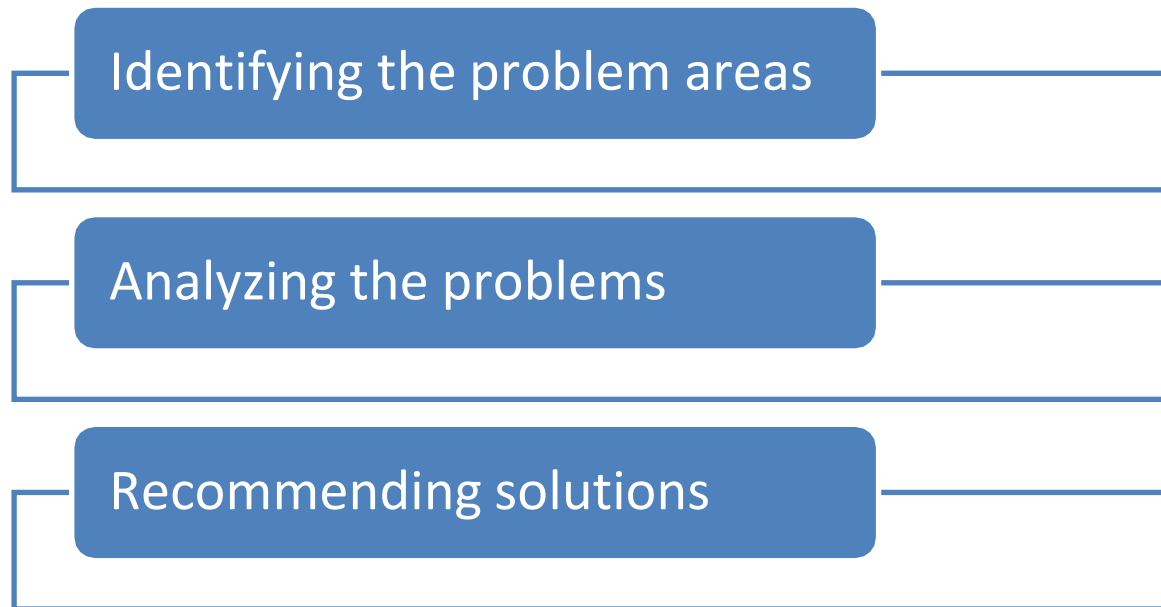 Identifying the problem areas
Analyzing the problems
Recommending solutions